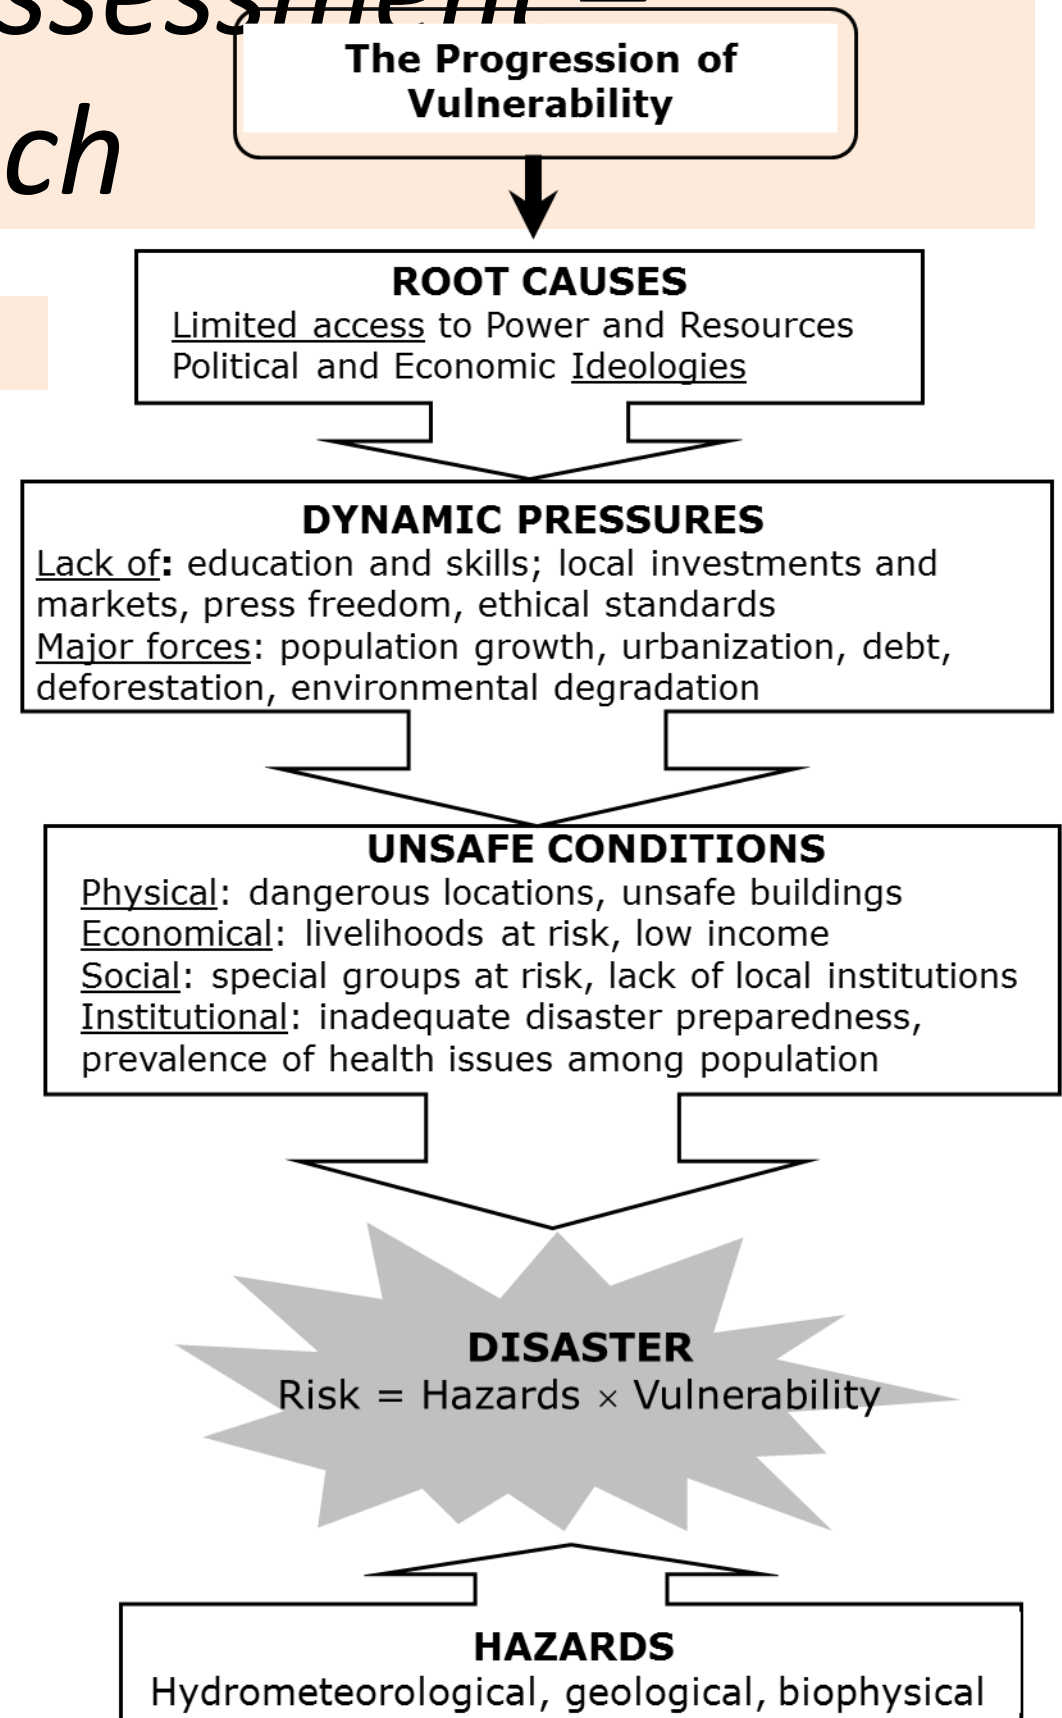 ssessment –
ch
The Progression of
Vulnerability
ROOT CAUSES
Limited access to Power and Resources
Political and Economic Ideologies
DYNAMIC PRESSURES
Lack of: education and skills; local investments and
markets, press freedom, ethical standards
Major forces: population growth, urbanization, debt,
deforestation, environmental degradation
UNSAFE CONDITIONS
Physical: dangerous locations, unsafe buildings
Economical: livelihoods at risk, low income
Social: special groups at risk, lack of local institutions
Institutional: inadequate disaster preparedness,
prevalence of health issues among population
DISASTER
Risk = Hazards × Vulnerability
HAZARDS
Hydrometeorological, geological, biophysical